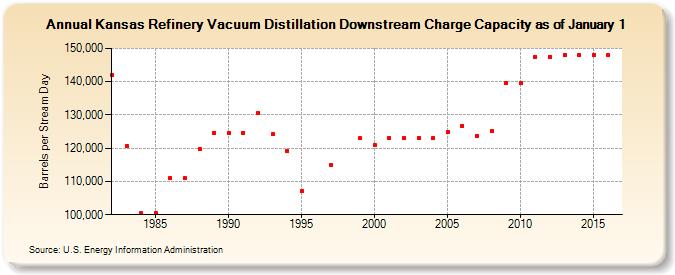 Annual Kansas Refinery Vacuum Distillation Downstream Charge Capacity as of January 1
Barrels per Stream Day
150,000
140,000
130,000
120,000
110,000
100,000
1985 1990 1995 2000 2005 2010 2015
Source: U.S. Energy Information Administration